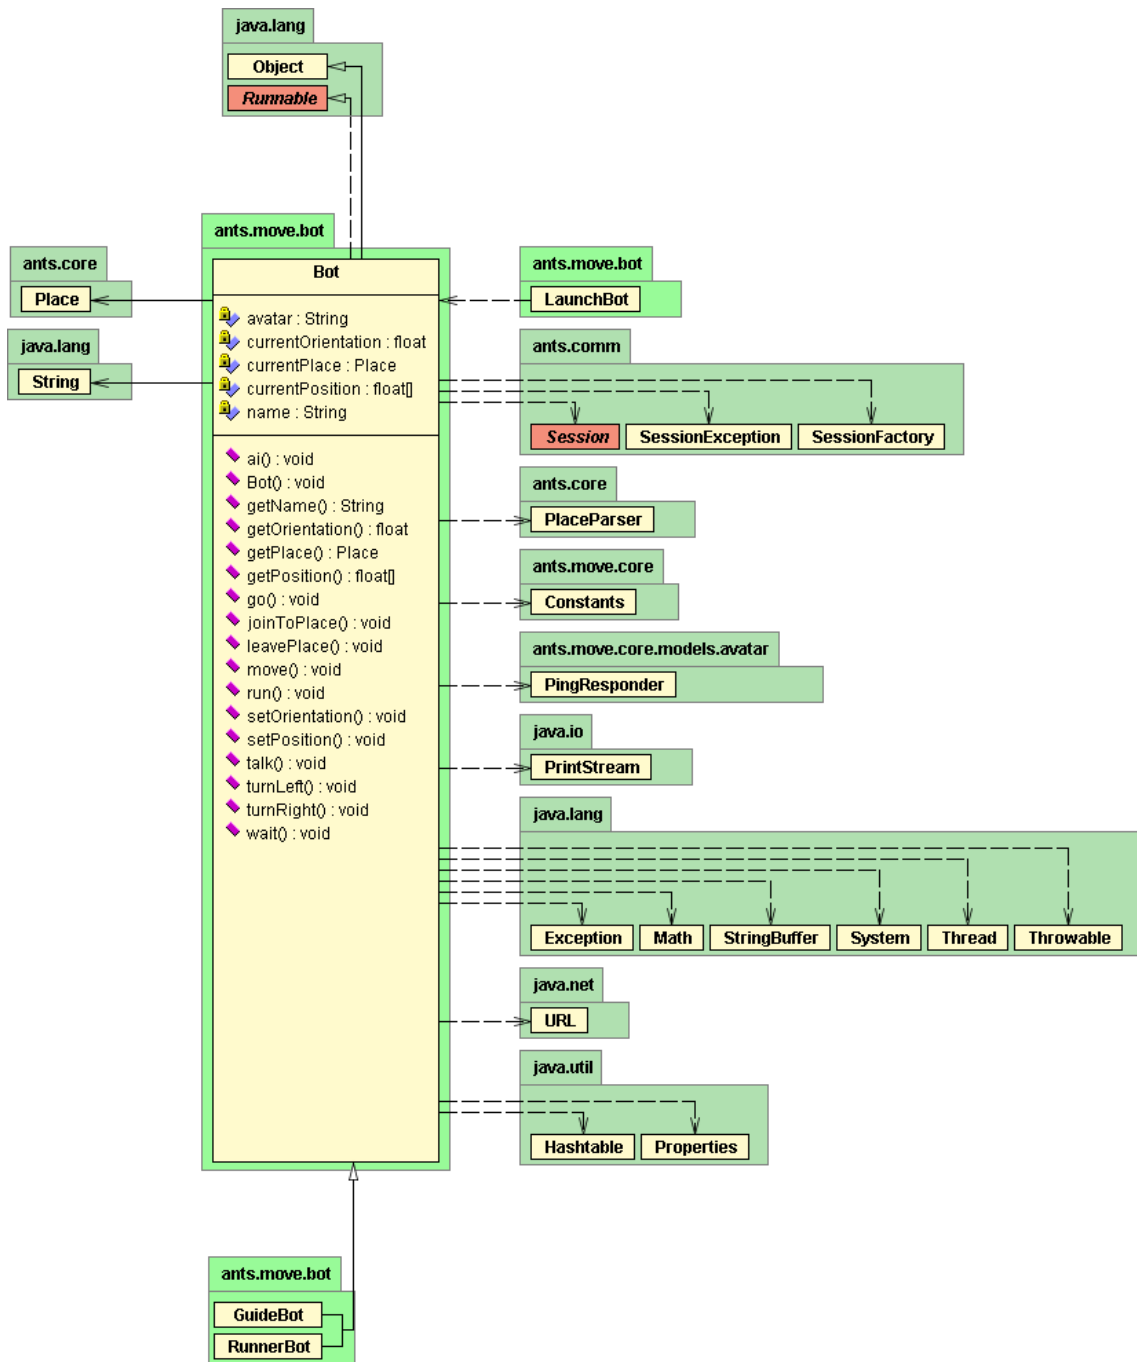 java.lang
Object
Runnable
ants.move.bot
ants.core
Place
java.lang
String
Bot
avatar : String
currentOrientation : float
currentPlace : Place
currentPosition : float[]
name : String
ai() : void
Bot() : void
getName() : String
getOrientation() : float
getPlace() : Place
getPosition() : float[]
go() : void
joinToPlace() : void
leavePlace() : void
move() : void
run() : void
setOrientation() : void
setPosition() : void
talk() : void
turnLeft() : void
turnRight() : void
wait() : void
ants.move.bot
LaunchBot
ants.comm
Session SessionException SessionFactory
ants.core
PlaceParser
ants.move.core
Constants
ants.move.core.models.avatar
PingResponder
java.io
PrintStream
java.lang
Exception Math StringBuffer System Thread Throwable
java.net
URL
java.util
Hashtable Properties
ants.move.bot
GuideBot
RunnerBot